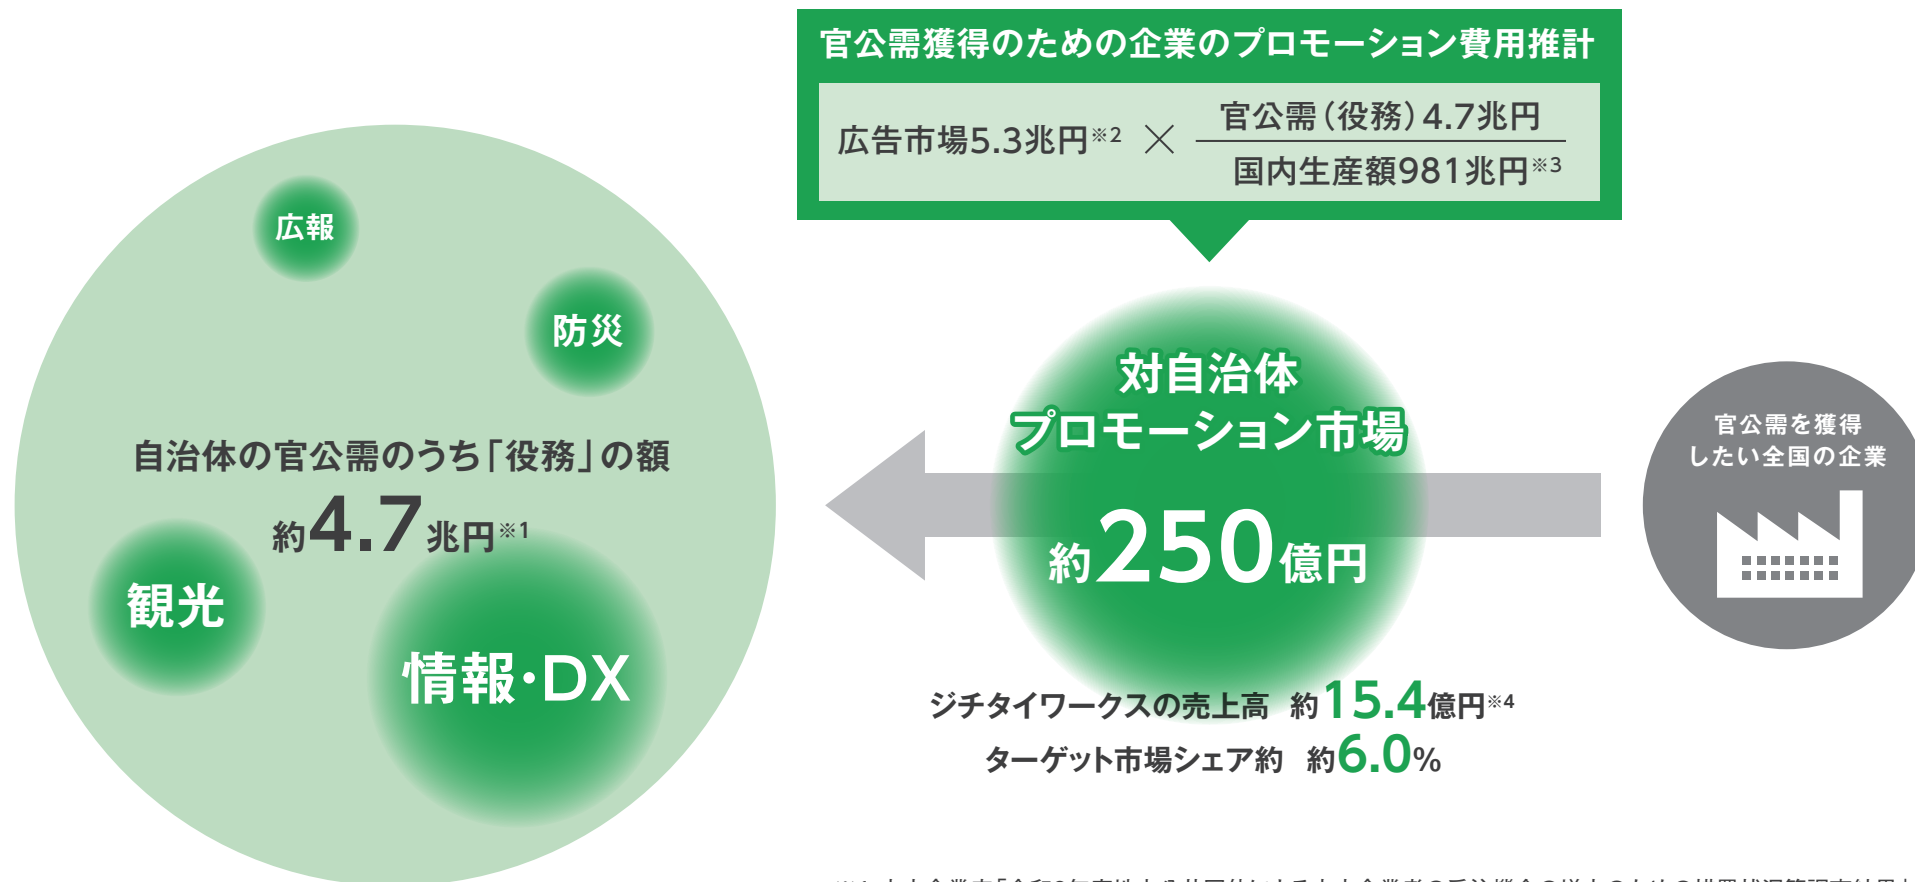 官公需獲得のための企業のプロモーション費用推計
広告市場5.3兆円※2 × 官公需(役務)4.7兆円
国内生産額981兆円※3
広報
防災
自治体の官公需のうち「役務」の額
約4.7兆円※1
観光
情報・DX
対自治体
プロモーション市場
約250億円
官公需を獲得
したい全国の企業
ジチタイワークスの売上高 約15.4億円※4
ターゲット市場シェア約 約6.0%